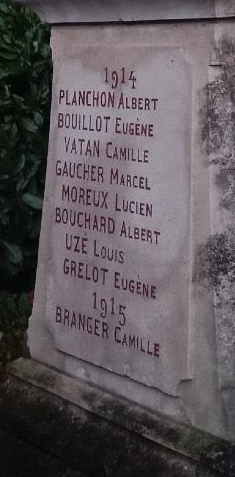 1914
PLANCHON ALBERT
BOUILLOT EUGÈNE
VATAN CAMILLE
GAUCHER MARCEL
MOREUX LUCIEN
BOUCHARD ALBERT
UZÉ LOUIS
GRELOT EUGÈNE
1915
BRANGER CAMILLE